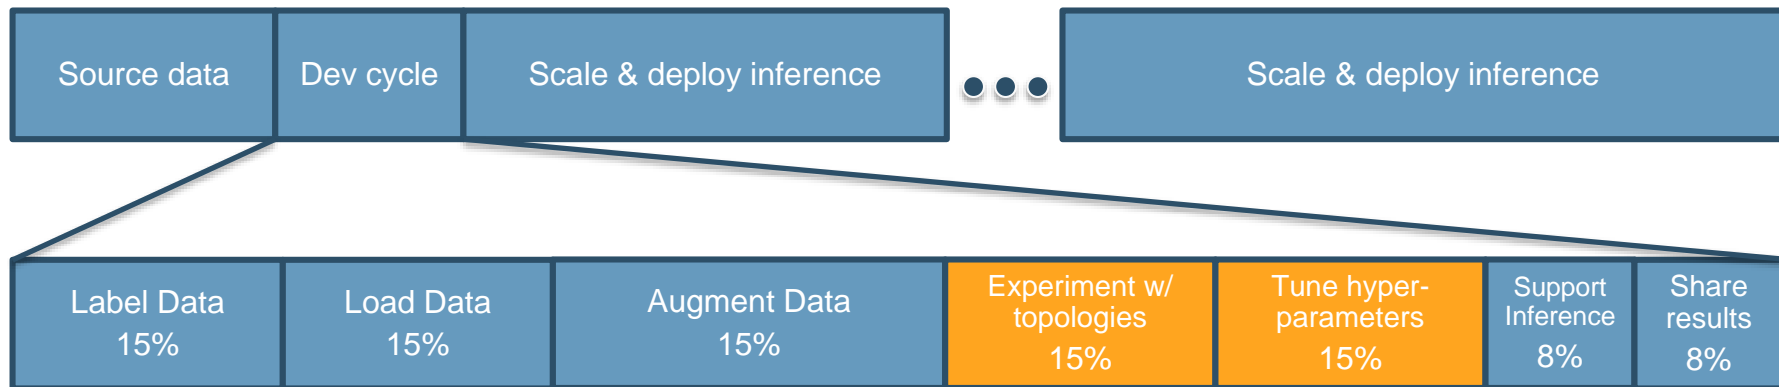 Source data
Dev cycle
Scale & deploy inference
Scale & deploy inference
Label Data
15%
Load Data
15%
Augment Data
15%
Experiment w/
topologies
15%
Tune hyper-
parameters
15%
Support
Inference
8%
Share
results
8%